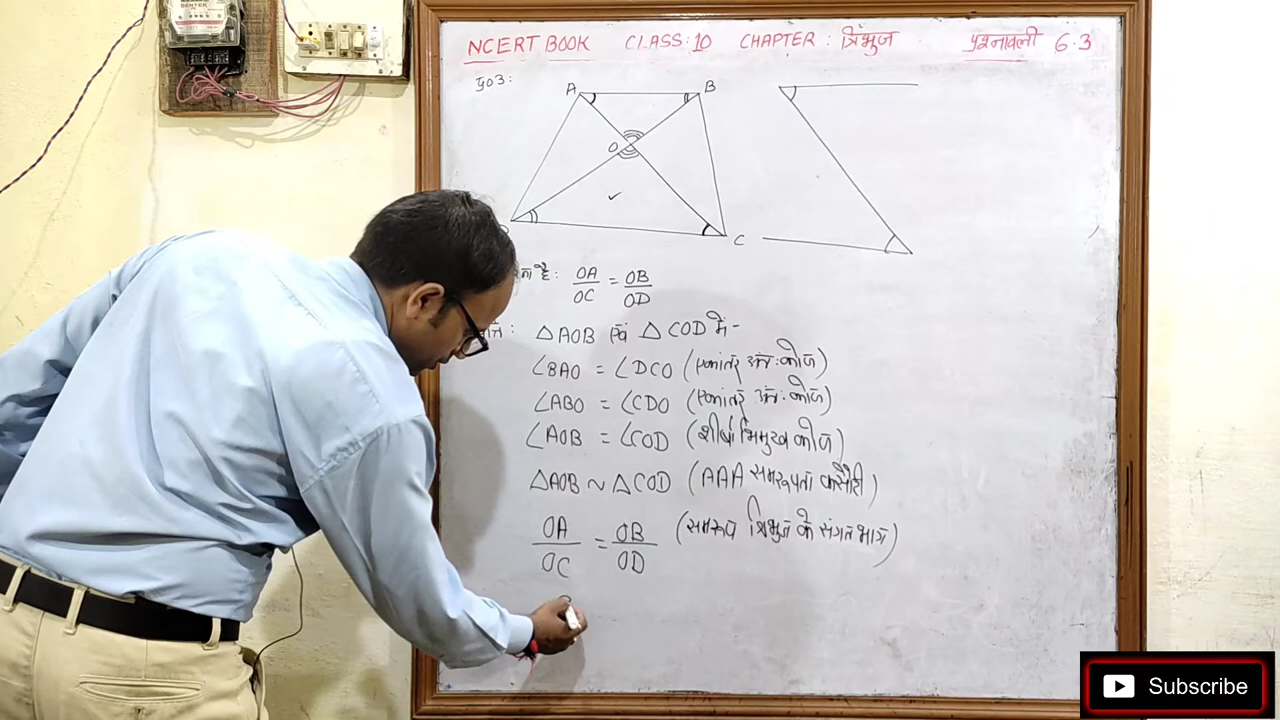 NCERT BOOK CLASS:10 CHAPTER: त्रिभुज प्रश्नावली 6.3
प्र03:
A B
O
C
है: OA/OC = OB/OD
△AOB एवं △COD में-
∠BAO = ∠DCO (एकांतर अंत:कोण)
∠ABO = ∠CDO (एकांतर अंत:कोण)
∠AOB = ∠COD (शीर्षाभिमुख कोण)
△AOB ~ △COD (AAA समरूपता कसौटी)
OA/OC = OB/OD (समरूप त्रिभुज के संगत भाग)
Subscribe